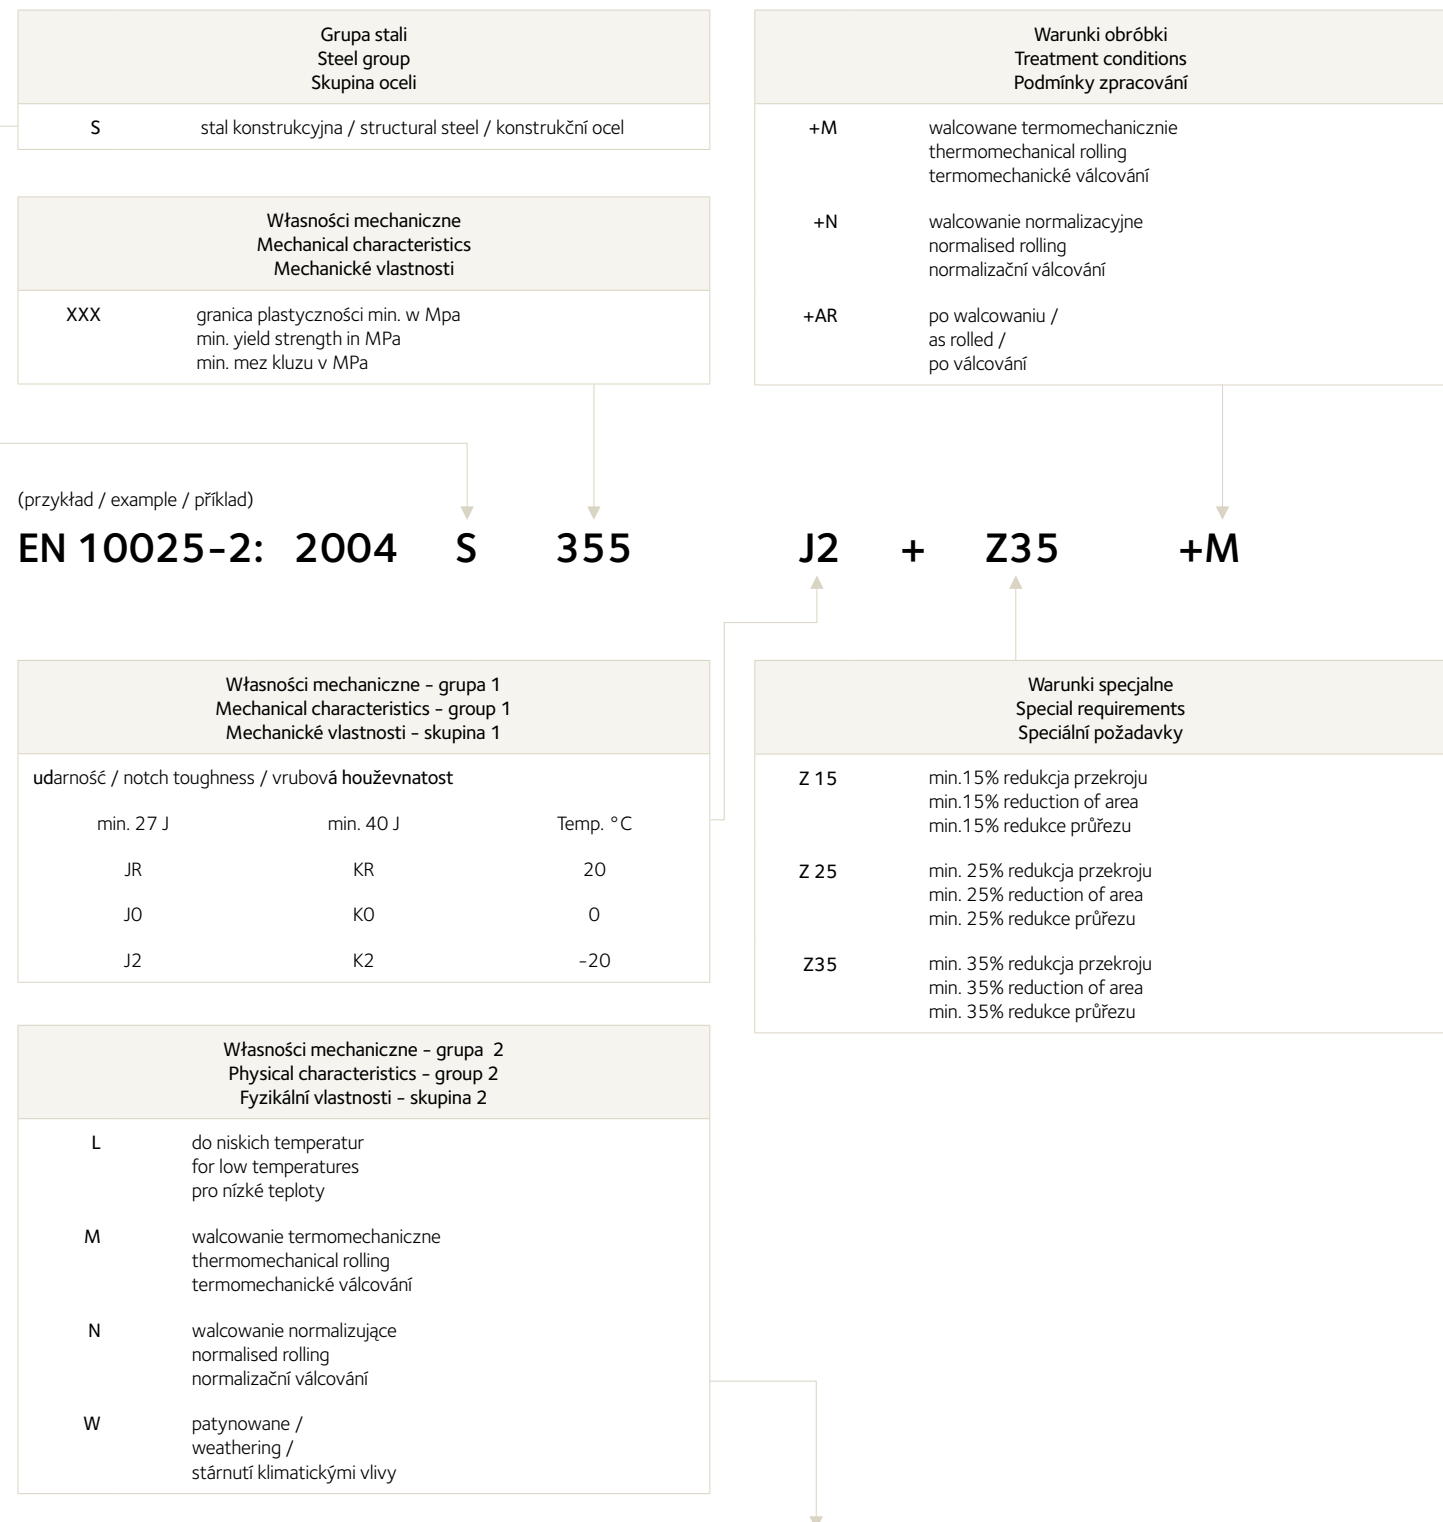 Grupa stali
Steel group
Skupina oceli
S stal konstrukcyjna / structural steel / konstrukční ocel
Własności mechaniczne
Mechanical characteristics
Mechanické vlastnosti
XXX granica plastyczności min. w Mpa
min. yield strength in MPa
min. mez kluzu v MPa
Warunki obróbki
Treatment conditions
Podmínky zpracování
+M walcowane termomechanicznie
thermomechanical rolling
termomechanické válcování
+N walcowanie normalizacyjne
normalised rolling
normalizační válcování
+AR po walcowaniu /
as rolled /
po válcování
(przykład / example / příklad)
EN 10025-2: 2004 S 355 J2 + Z35 +M
Własności mechaniczne - grupa 1
Mechanical characteristics - group 1
Mechanické vlastnosti - skupina 1
udarność / notch toughness / vrubová houževnatost
min. 27 J min. 40 J Temp. °C
JR KR 20
J0 K0 0
J2 K2 -20
Warunki specjalne
Special requirements
Speciální požadavky
Z 15 min.15% redukcja przekroju
min.15% reduction of area
min.15% redukce průřezu
Z 25 min. 25% redukcja przekroju
min. 25% reduction of area
min. 25% redukce průřezu
Z35 min. 35% redukcja przekroju
min. 35% reduction of area
min. 35% redukce průřezu
Własności mechaniczne - grupa 2
Physical characteristics - group 2
Fyzikální vlastnosti - skupina 2
L do niskich temperatur
for low temperatures
pro nízké teploty
M walcowanie termomechaniczne
thermomechanical rolling
termomechanické válcování
N walcowanie normalizujące
normalised rolling
normalizační válcování
W patynowane /
weathering /
stárnutí klimatickými vlivy